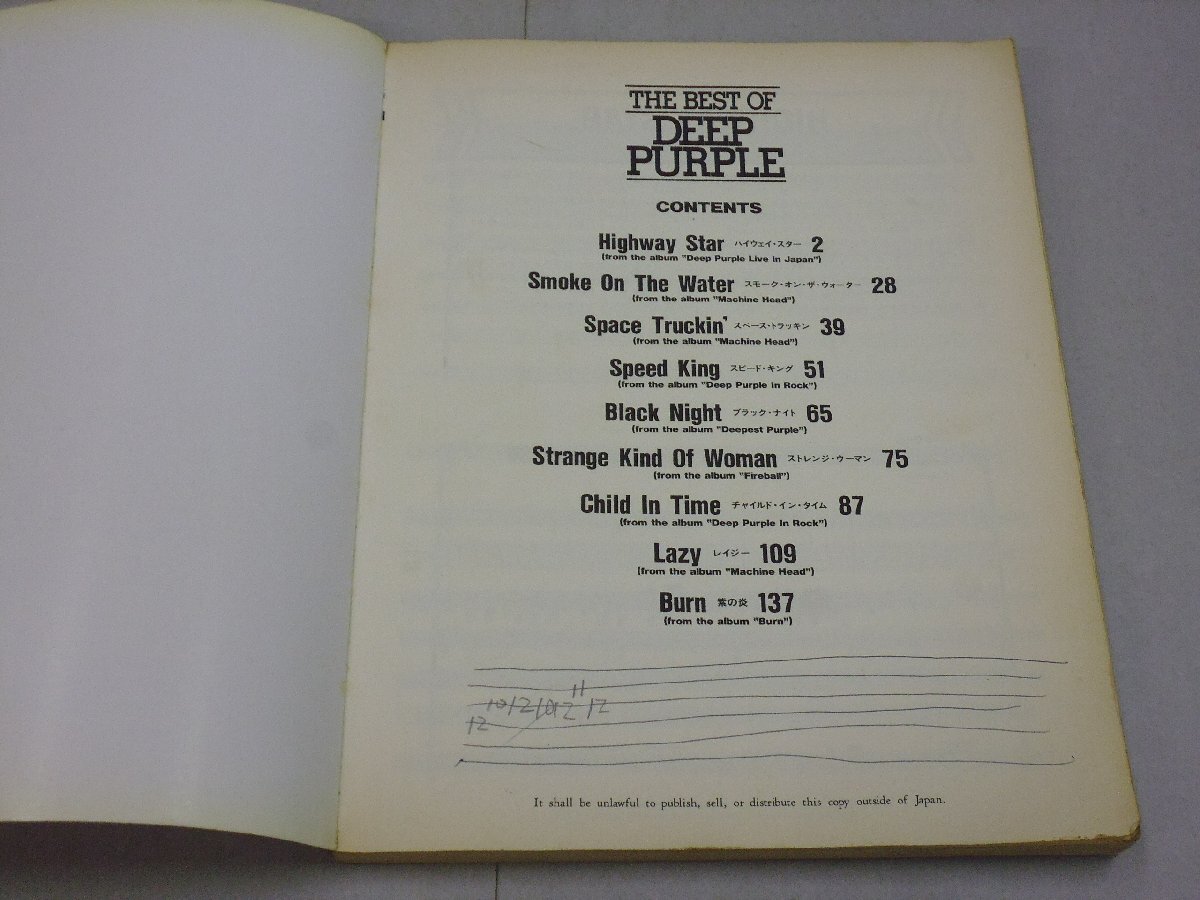 THE BEST OF
DEEP
PURPLE
CONTENTS
Highway Star ハイウェイ・スター 2
(from the album "Deep Purple Live in Japan")
Smoke On The Water スモーク・オン・ザ・ウォーター 28
(from the album "Machine Head")
Space Truckin' スペース・トラッキン 39
(from the album "Machine Head")
Speed King スピード・キング 51
(from the album "Deep Purple in Rock")
Black Night ブラック・ナイト 65
(from the album "Deepest Purple")
Strange Kind Of Woman ストレンジ・ウーマン 75
(from the album "Fireball")
Child In Time チャイルド・イン・タイム 87
(from the album "Deep Purple in Rock")
Lazy レイジー 109
(from the album "Machine Head")
Burn 紫の炎 137
(from the album "Burn")
11
10 12 12 12
12
It shall be unlawful to publish, sell, or distribute this copy outside of Japan.